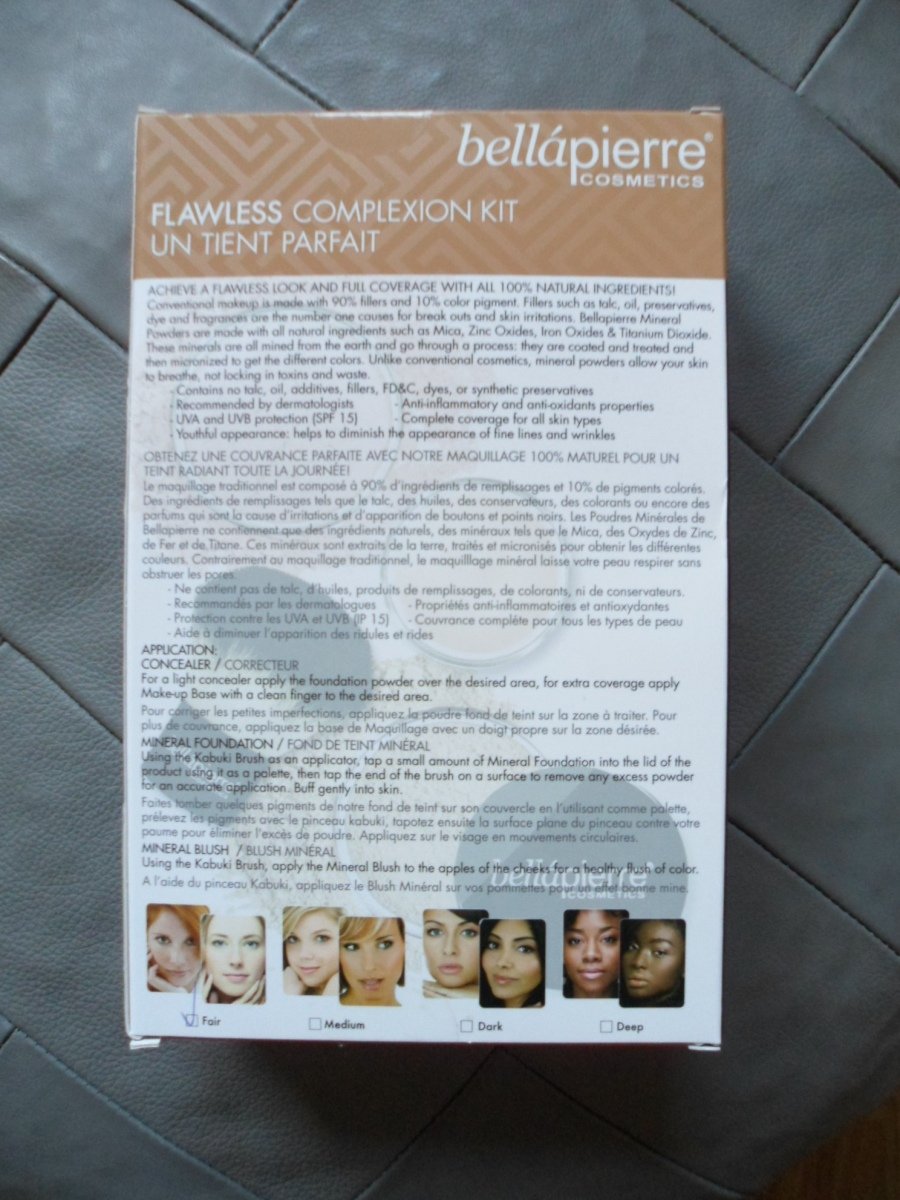 bellápierre®
COSMETICS
FLAWLESS COMPLEXION KIT
UN TIENT PARFAIT
ACHIEVE A FLAWLESS LOOK AND FULL COVERAGE WITH ALL 100% NATURAL INGREDIENTS!
Conventional makeup is made with 90% fillers and 10% color pigment. Fillers such as talc, oil, preservatives,
dye and fragrances are the number one causes for break outs and skin irritations. Bellapierre Mineral
Powders are made with all natural ingredients such as Mica, Zinc Oxides, Iron Oxides & Titanium Dioxide.
These minerals are all mined from the earth and go through a process: they are coated and treated and
then micronized to get the different colors. Unlike conventional cosmetics, mineral powders allow your skin
to breathe, not locking in toxins and waste.
- Contains no talc, oil, additives, fillers, FD&C, dyes, or synthetic preservatives
- Recommended by dermatologists - Anti-inflammatory and anti-oxidants properties
- UVA and UVB protection (SPF 15) - Complete coverage for all skin types
- Youthful appearance: helps to diminish the appearance of fine lines and wrinkles
OBTENEZ UNE COUVRANCE PARFAITE AVEC NOTRE MAQUILLAGE 100% MATUREL POUR UN
TEINT RADIANT TOUTE LA JOURNÉE!
Le maquillage traditionnel est composé à 90% d'ingrédients de remplissages et 10% de pigments colorés.
Des ingrédients de remplissages tels que le talc, des huiles, des conservateurs, des colorants ou encore des
parfums qui sont la cause d'irritations et d'apparition de boutons et points noirs. Les Poudres Minérales de
Bellapierre ne contiennent que des ingrédients naturels, des minéraux tels que le Mica, des Oxydes de Zinc,
de Fer et de Titane. Ces minéraux sont extraits de la terre, traités et micronisés pour obtenir les différentes
couleurs. Contrairement au maquillage traditionnel, le maquilllage minéral laisse votre peau respirer sans
obstruer les pores.
- Ne contient pas de talc, d'huiles, produits de remplissages, de colorants, ni de conservateurs.
- Recommandés par les dermatologues - Propriétés anti-inflammatoires et antioxydantes
- Protection contre les UVA et UVB (IP 15) - Couvrance complète pour tous les types de peau
- Aide à diminuer l'apparition des ridules et rides
APPLICATION:
CONCEALER / CORRECTEUR
For a light concealer apply the foundation powder over the desired area, for extra coverage apply
Make-up Base with a clean finger to the desired area.
Pour corriger les petites imperfections, appliquez la poudre fond de teint sur la zone à traiter. Pour
plus de couvrance, appliquez la base de Maquillage avec un doigt propre sur la zone désirée.
MINERAL FOUNDATION / FOND DE TEINT MINÉRAL
Using the Kabuki Brush as an applicator, tap a small amount of Mineral Foundation into the lid of the
product using it as a palette, then tap the end of the brush on a surface to remove any excess powder
for an accurate application. Buff gently into skin.
Faites tomber quelques pigments de notre fond de teint sur son couvercle en l'utilisant comme palette,
prélevez les pigments avec le pinceau kabuki, tapotez ensuite la surface plane du pinceau contre votre
paume pour éliminer l'excès de poudre. Appliquez sur le visage en mouvements circulaires.
MINERAL BLUSH / BLUSH MINÉRAL
Using the Kabuki Brush, apply the Mineral Blush to the apples of the cheeks for a healthy flush of color.
A l'aide du pinceau Kabuki, appliquez le Blush Minéral sur vos pommettes pour un effet bonne mine.
bellápierre®
COSMETICS
Fair Medium Dark Deep